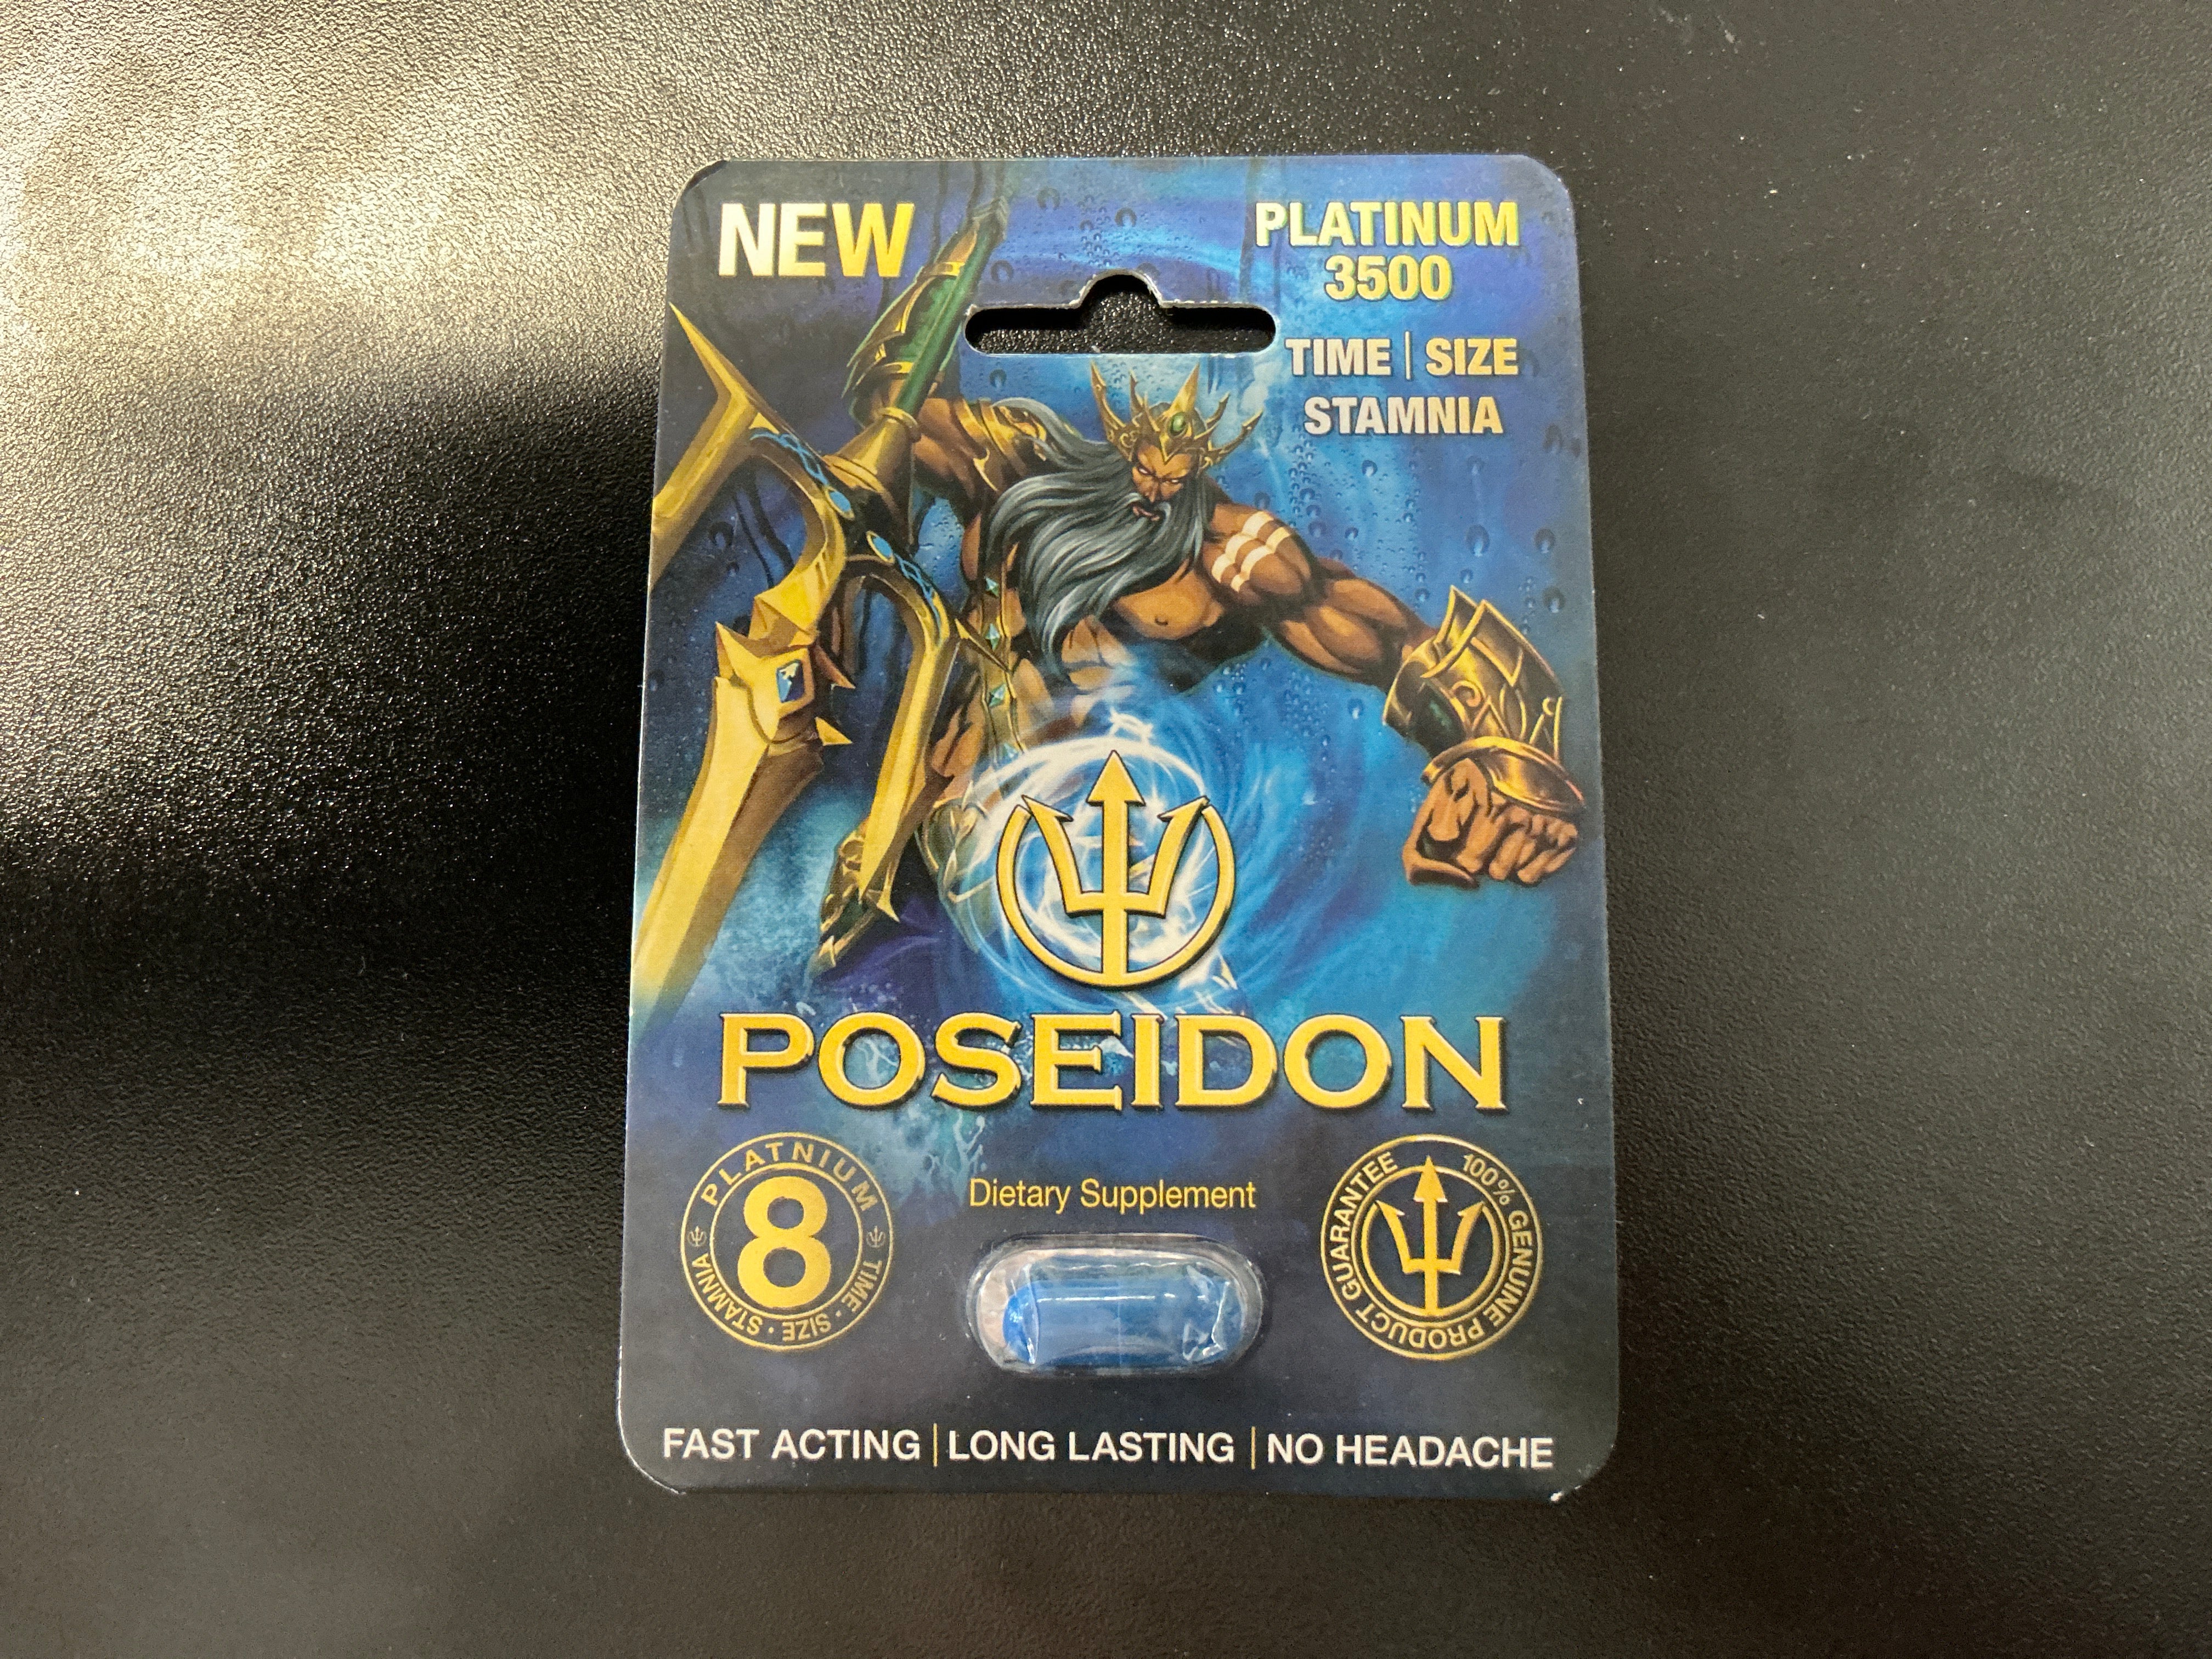 NEW
PLATINUM
3500
TIME | SIZE
STAMNIA
POSEIDON
PLATNIUM
8
TIME · SIZE · STAMNIA
Dietary Supplement
100% GENUINE PRODUCT GUARANTEE
FAST ACTING | LONG LASTING | NO HEADACHE